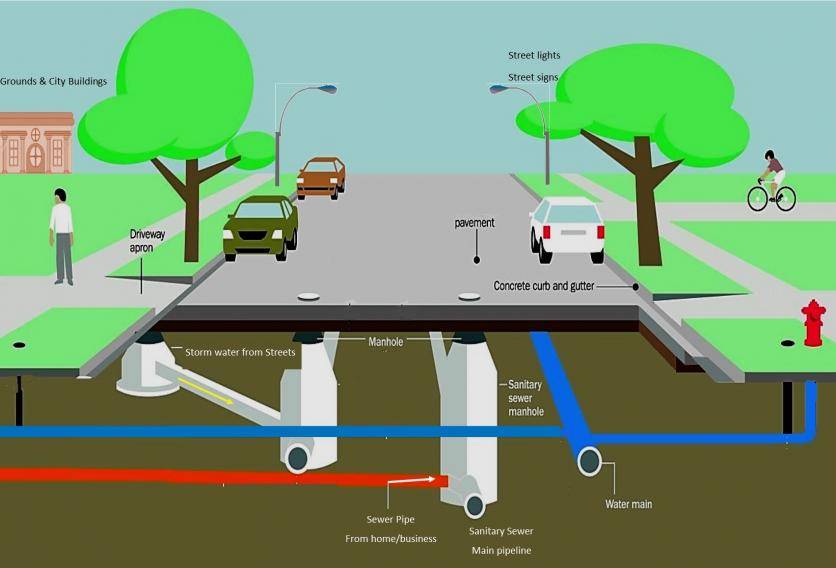 Street lights
Street signs
Grounds & City Buildings
Driveway
apron
pavement
Concrete curb and gutter
Manhole
Storm water from Streets
Sanitary
sewer
manhole
Water main
Sewer Pipe
From home/business
Sanitary Sewer
Main pipeline